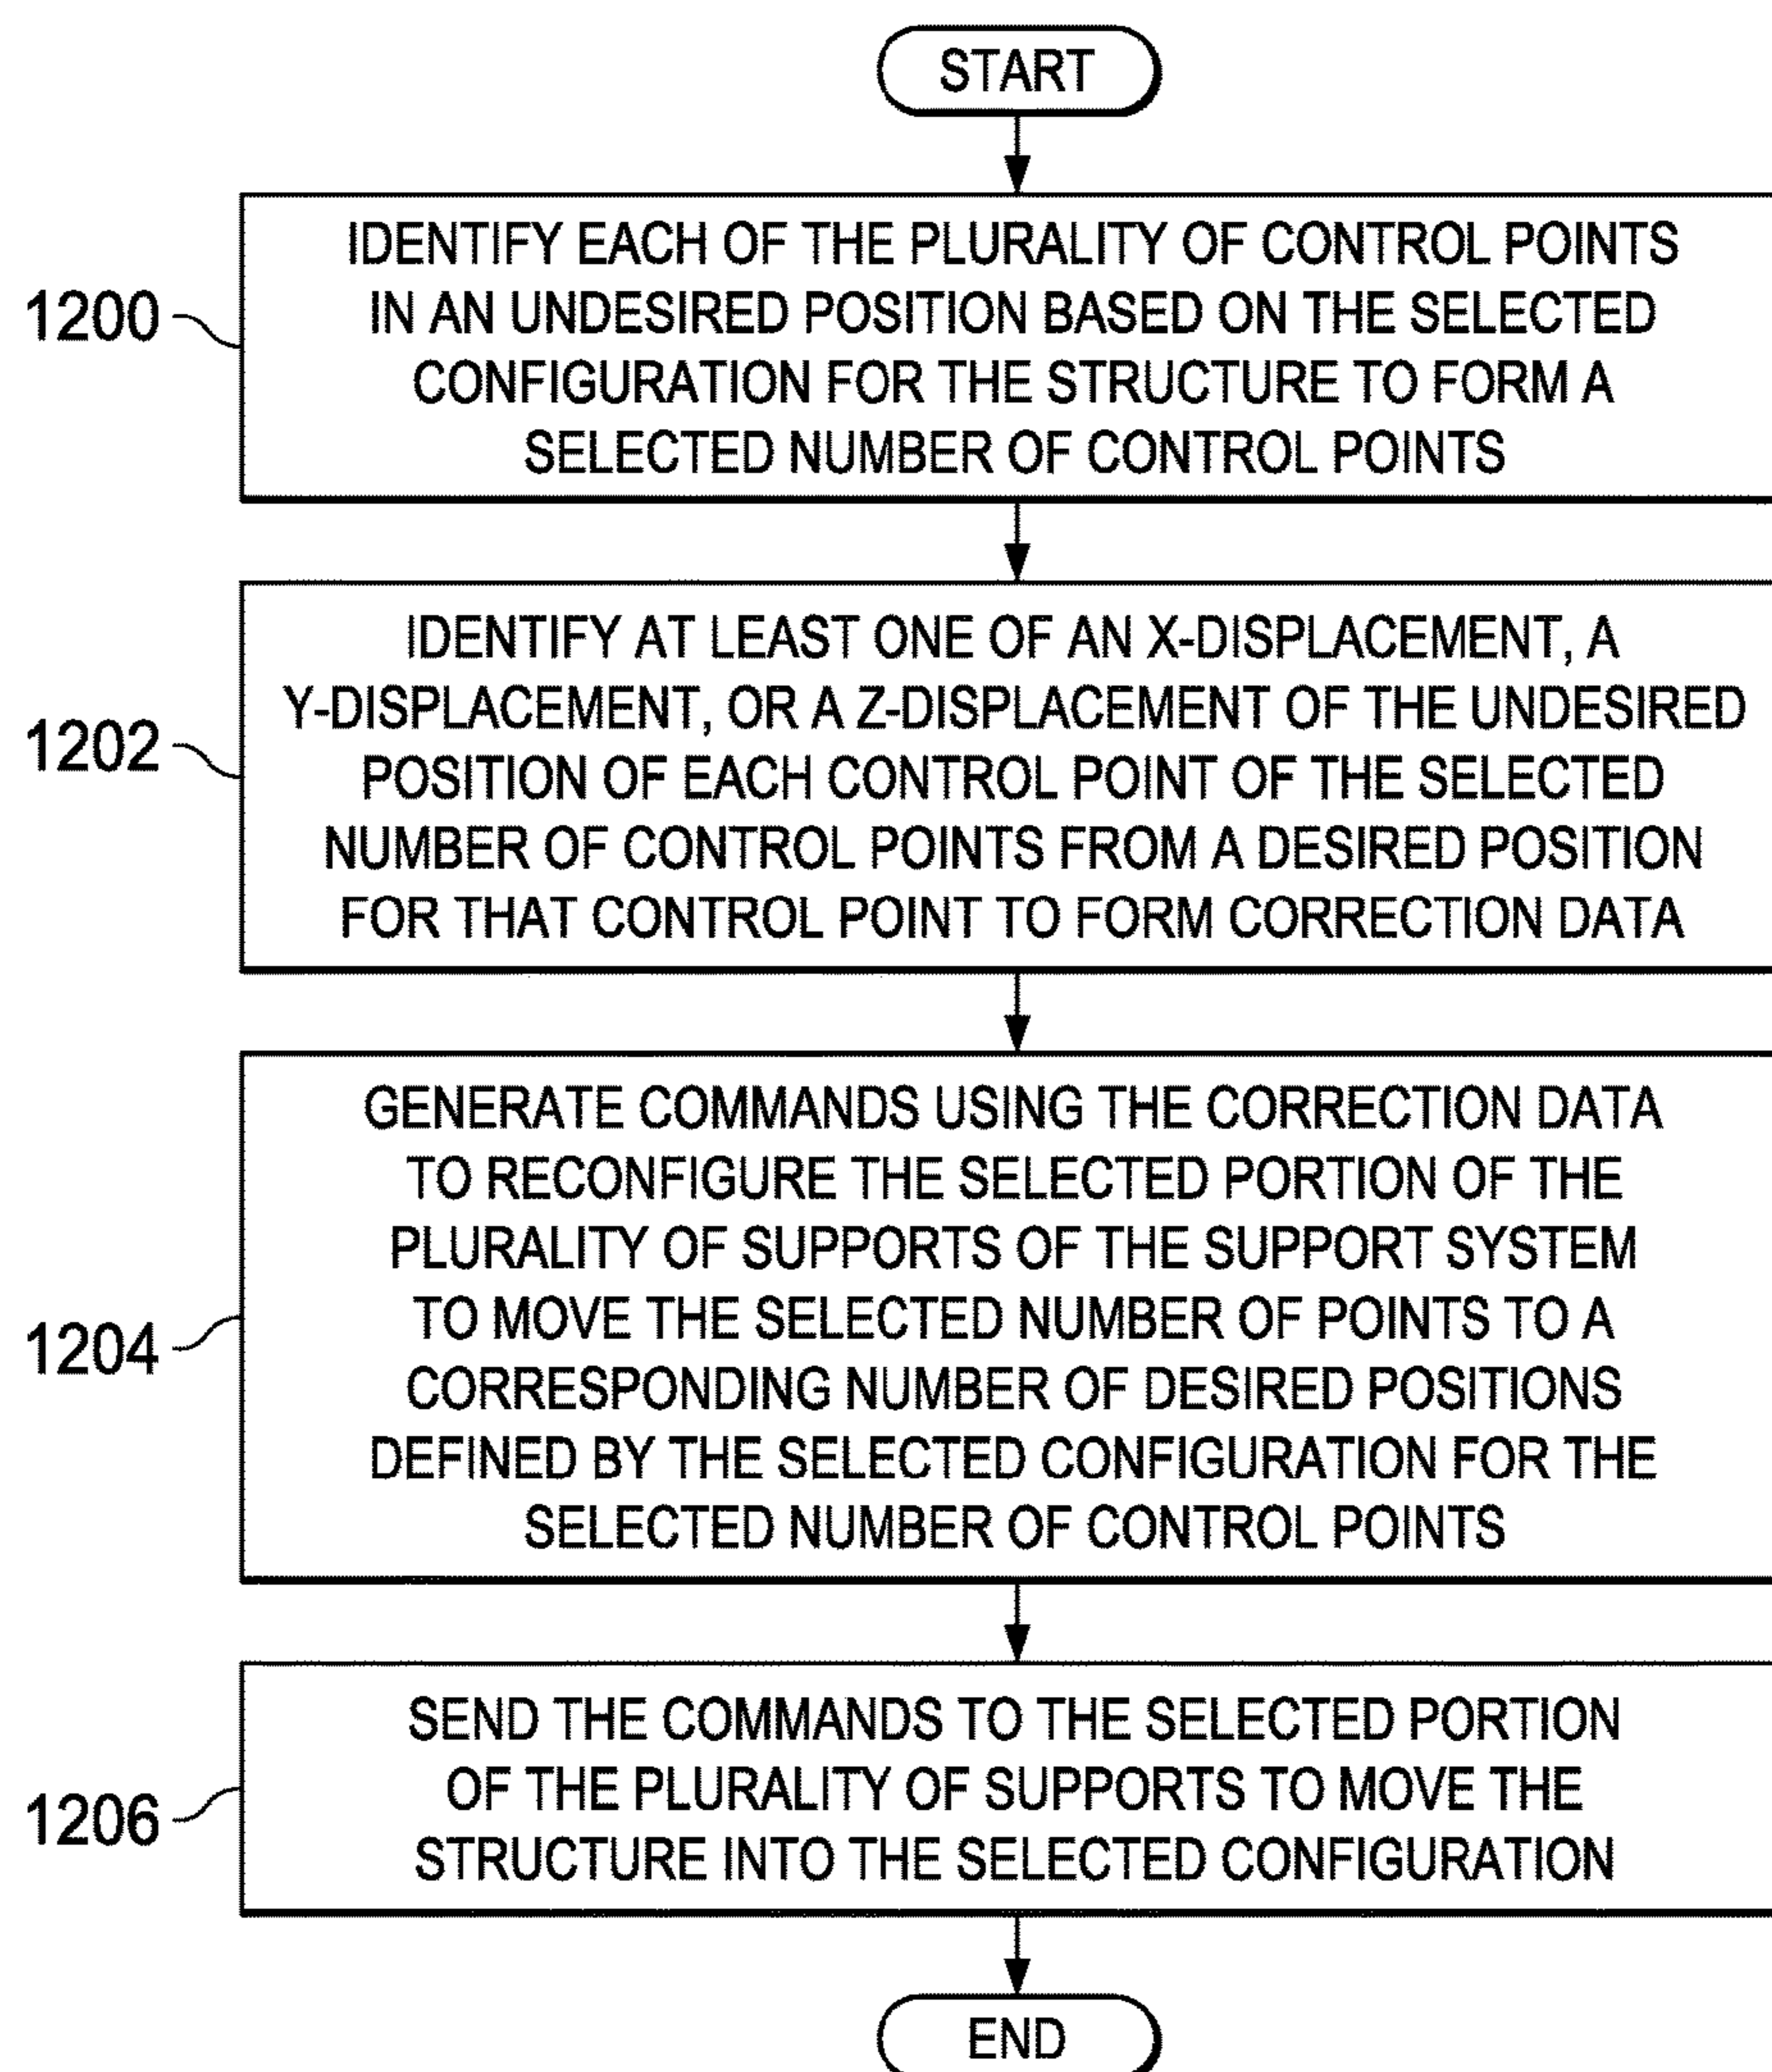 START
IDENTIFY EACH OF THE PLURALITY OF CONTROL POINTS
IN AN UNDESIRED POSITION BASED ON THE SELECTED
CONFIGURATION FOR THE STRUCTURE TO FORM A
SELECTED NUMBER OF CONTROL POINTS
1200
IDENTIFY AT LEAST ONE OF AN X-DISPLACEMENT, A
Y-DISPLACEMENT, OR A Z-DISPLACEMENT OF THE UNDESIRED
POSITION OF EACH CONTROL POINT OF THE SELECTED
NUMBER OF CONTROL POINTS FROM A DESIRED POSITION
FOR THAT CONTROL POINT TO FORM CORRECTION DATA
1202
GENERATE COMMANDS USING THE CORRECTION DATA
TO RECONFIGURE THE SELECTED PORTION OF THE
PLURALITY OF SUPPORTS OF THE SUPPORT SYSTEM
TO MOVE THE SELECTED NUMBER OF POINTS TO A
CORRESPONDING NUMBER OF DESIRED POSITIONS
DEFINED BY THE SELECTED CONFIGURATION FOR THE
SELECTED NUMBER OF CONTROL POINTS
1204
SEND THE COMMANDS TO THE SELECTED PORTION
OF THE PLURALITY OF SUPPORTS TO MOVE THE
STRUCTURE INTO THE SELECTED CONFIGURATION
1206
END